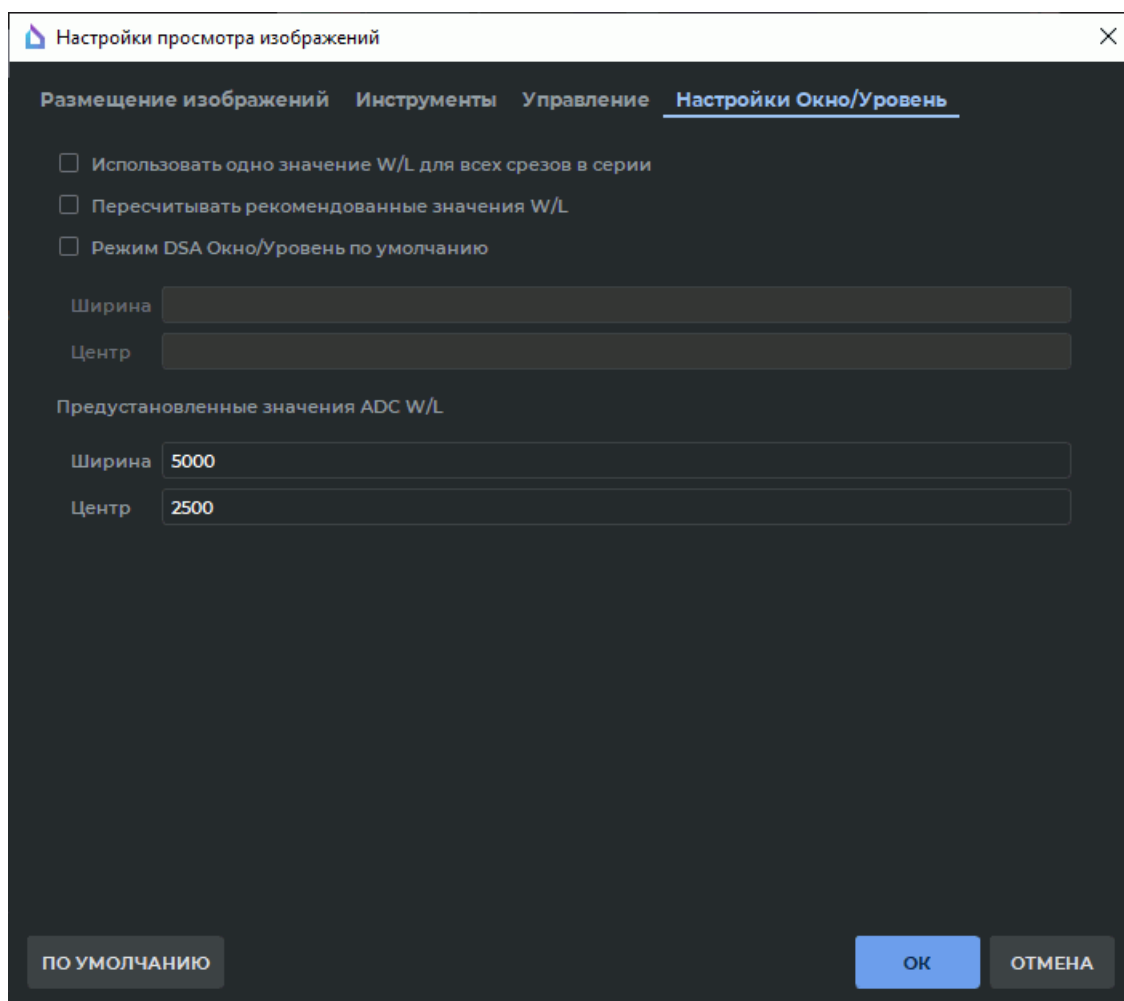 Настройки просмотра изображений
Размещение изображений Инструменты Управление Настройки Окно/Уровень
Использовать одно значение W/L для всех срезов в серии
Пересчитывать рекомендованные значения W/L
Режим DSA Окно/Уровень по умолчанию
Ширина
Центр
Предустановленные значения ADC W/L
Ширина 5000
Центр 2500
ПО УМОЛЧАНИЮ ОК ОТМЕНА